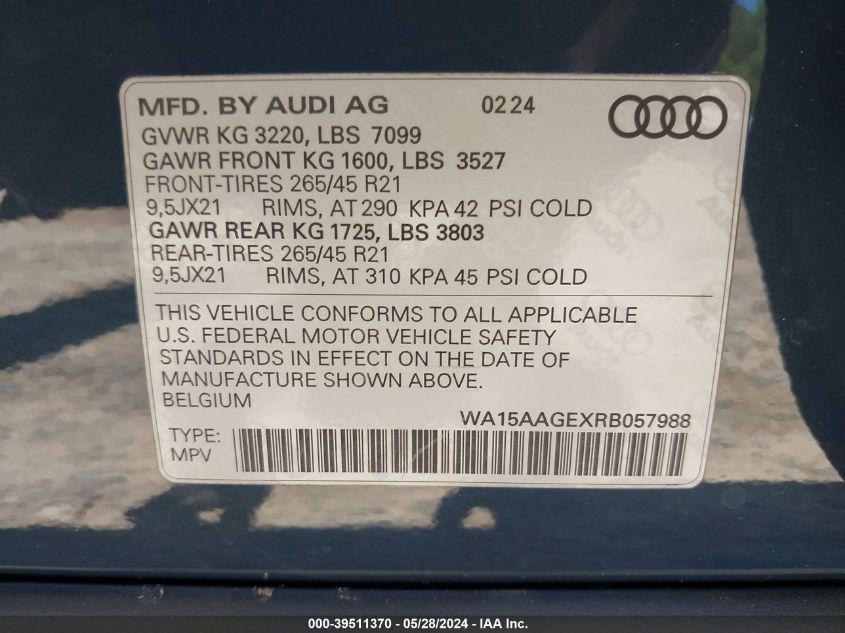 MFD. BY AUDI AG 0224
GVWR KG 3220, LBS 7099
GAWR FRONT KG 1600, LBS 3527
FRONT-TIRES 265/45 R21
9,5JX21 RIMS, AT 290 KPA 42 PSI COLD
GAWR REAR KG 1725, LBS 3803
REAR-TIRES 265/45 R21
9,5JX21 RIMS, AT 310 KPA 45 PSI COLD
THIS VEHICLE CONFORMS TO ALL APPLICABLE
U.S. FEDERAL MOTOR VEHICLE SAFETY
STANDARDS IN EFFECT ON THE DATE OF
MANUFACTURE SHOWN ABOVE.
BELGIUM
WA15AAGEXRB057988
TYPE:
MPV
000-39511370 - 05/28/2024 - IAA Inc.